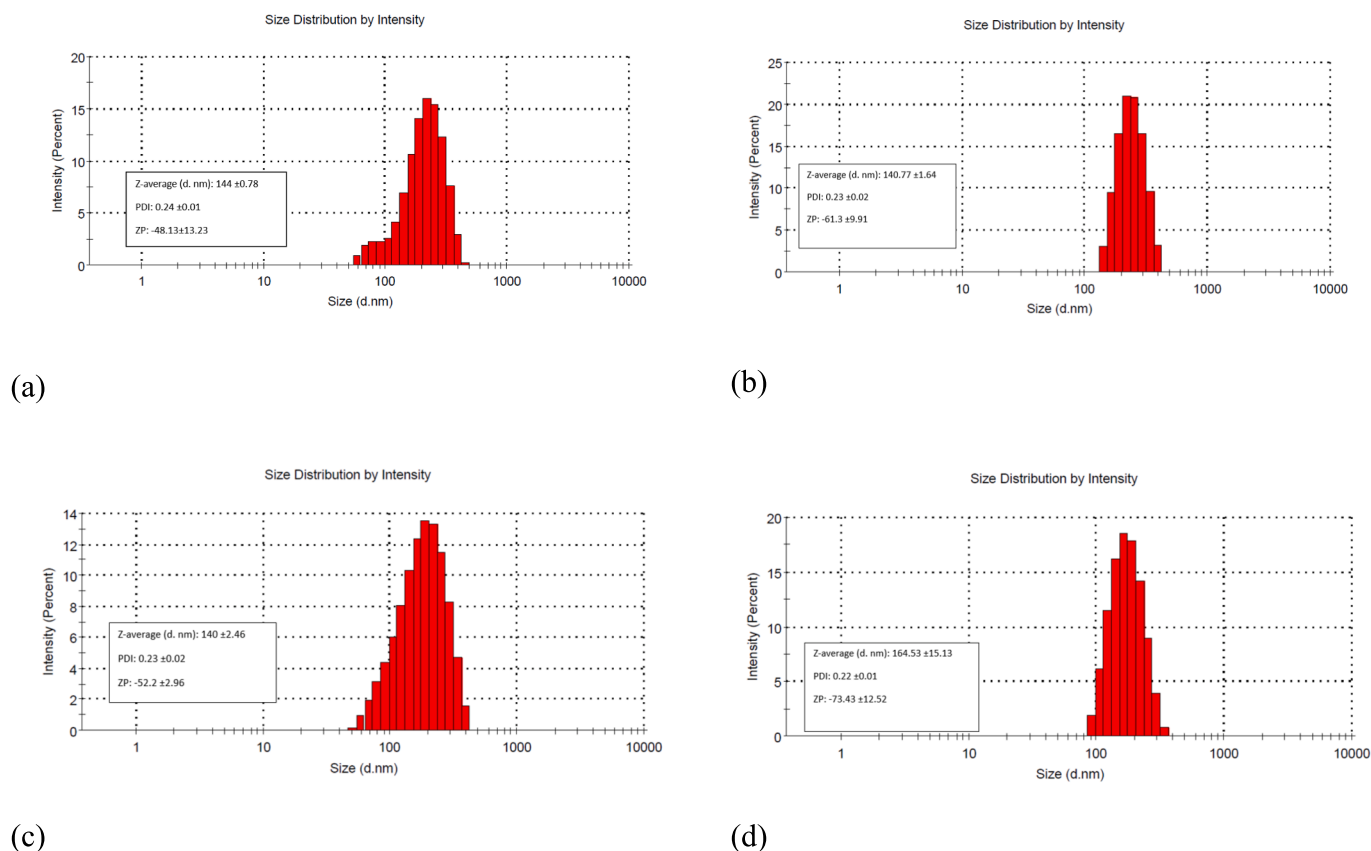 Size Distribution by Intensity
20
15
10
5
0
Intensity (Percent)
Z-average (d. nm): 144 ±0.78
PDI: 0.24 ±0.01
ZP: -48.13±13.23
1 10 100 1000 10000
Size (d.nm)
(a)
Size Distribution by Intensity
25
20
15
10
5
0
Intensity (Percent)
Z-average (d. nm): 140.77 ±1.64
PDI: 0.23 ±0.02
ZP: -61.3 ±9.91
1 10 100 1000 10000
Size (d.nm)
(b)
Size Distribution by Intensity
14
12
10
8
6
4
2
0
Intensity (Percent)
Z-average (d. nm): 140 ±2.46
PDI: 0.23 ±0.02
ZP: -52.2 ±2.96
1 10 100 1000 10000
Size (d.nm)
(c)
Size Distribution by Intensity
20
15
10
5
0
Intensity (Percent)
Z-average (d. nm): 164.53 ±15.13
PDI: 0.22 ±0.01
ZP: -73.43 ±12.52
1 10 100 1000 10000
Size (d.nm)
(d)